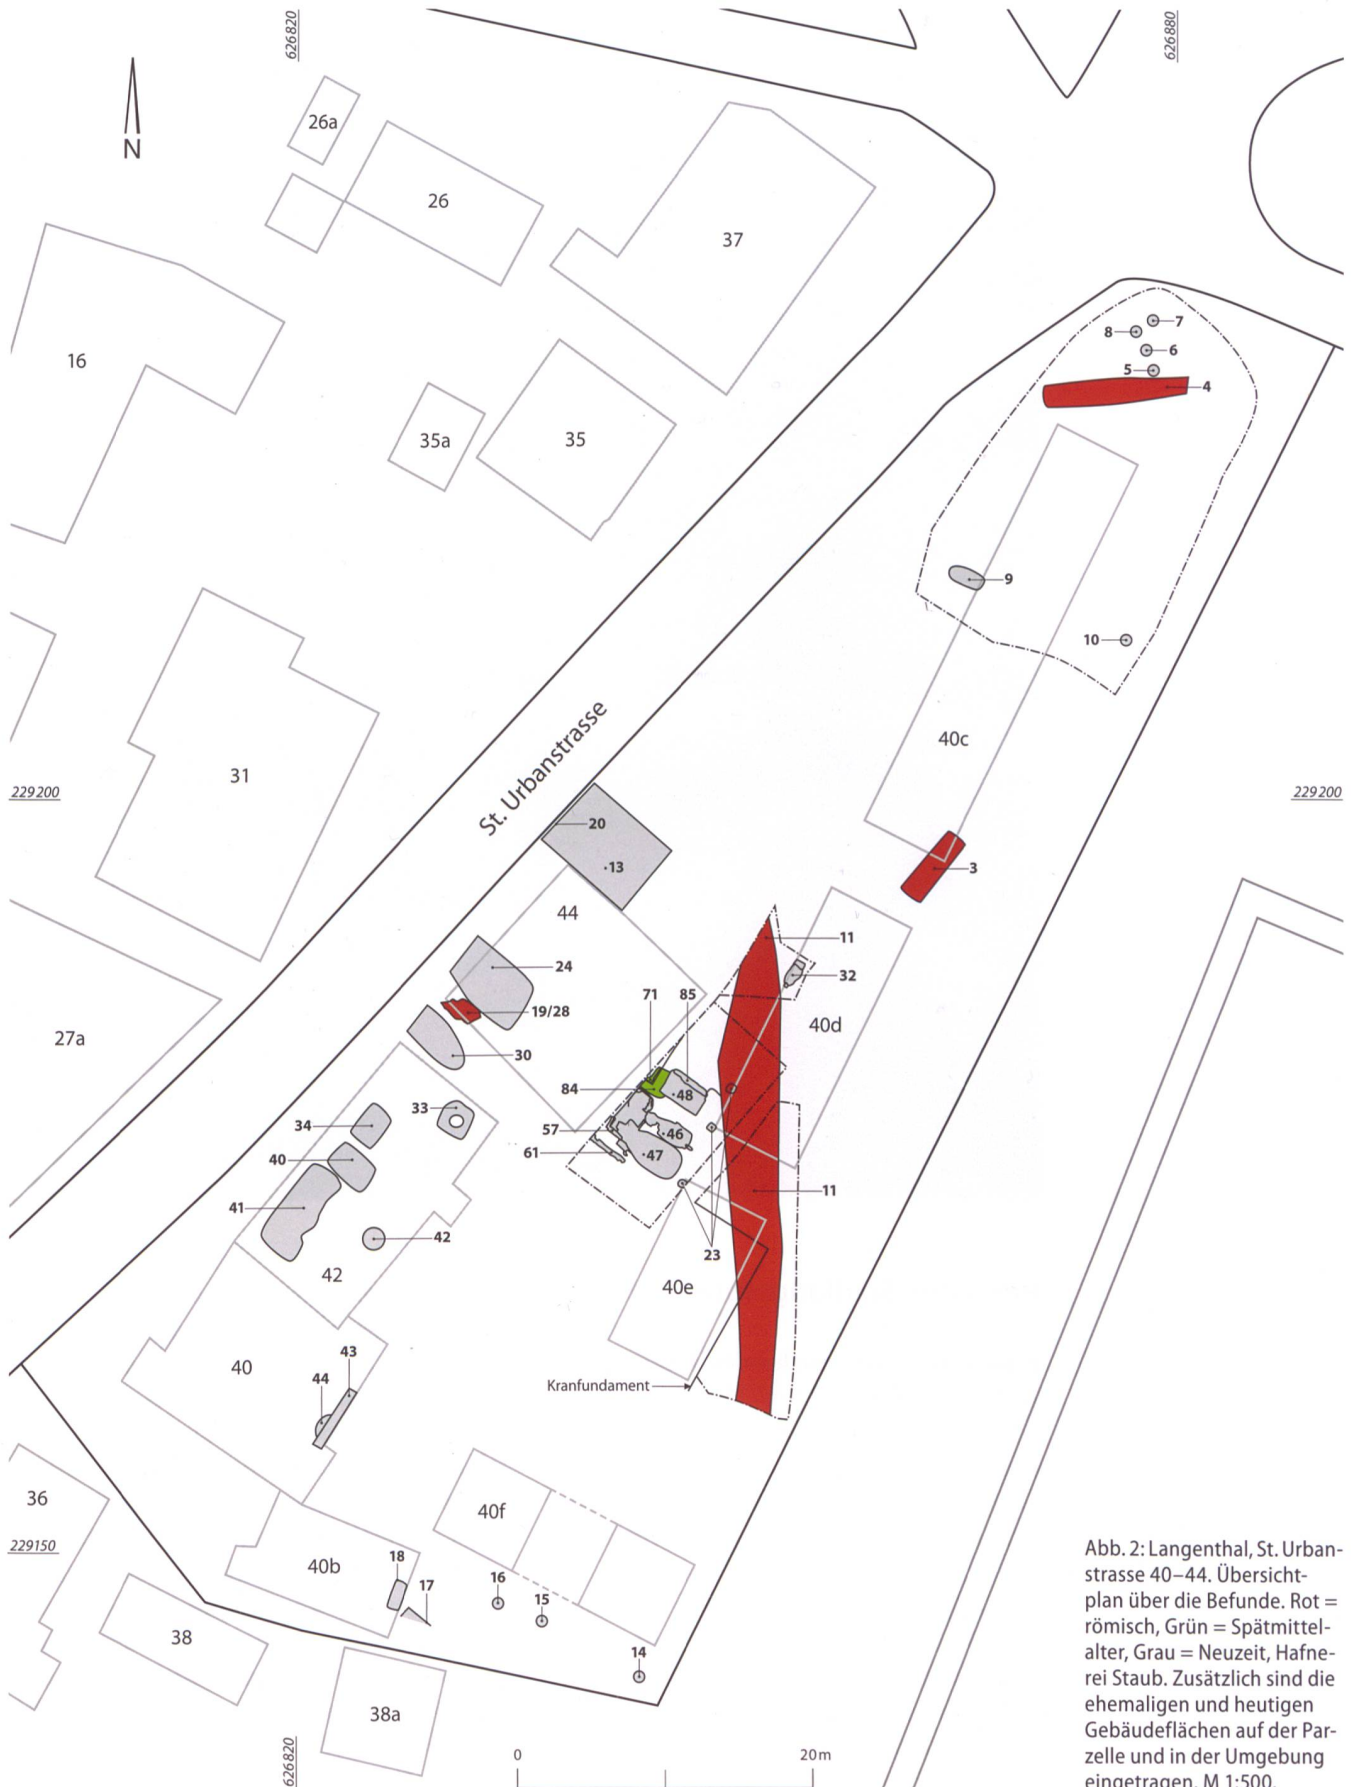 626820
626880
N
26a
26
37
16
7
8
6
5
4
35a
35
9
10
40c
31
St. Urbanstrasse
229200
229200
20
13
3
44
11
24
32
71
85
19/28
40d
27a
30
84
48
33
34
57
46
40
61
47
11
41
42
23
42
40e
43
40
Kranfundament
44
36
40f
229150
18
40b
16
17
15
38
14
38a
626820
0
20 m
Abb. 2: Langenthal, St. Urban-
strasse 40–44. Übersicht-
plan über die Befunde. Rot =
römisch, Grün = Spätmittel-
alter, Grau = Neuzeit, Hafne-
rei Staub. Zusätzlich sind die
ehemaligen und heutigen
Gebäudeflächen auf der Par-
zelle und in der Umgebung
eingetragen. M 1:500.